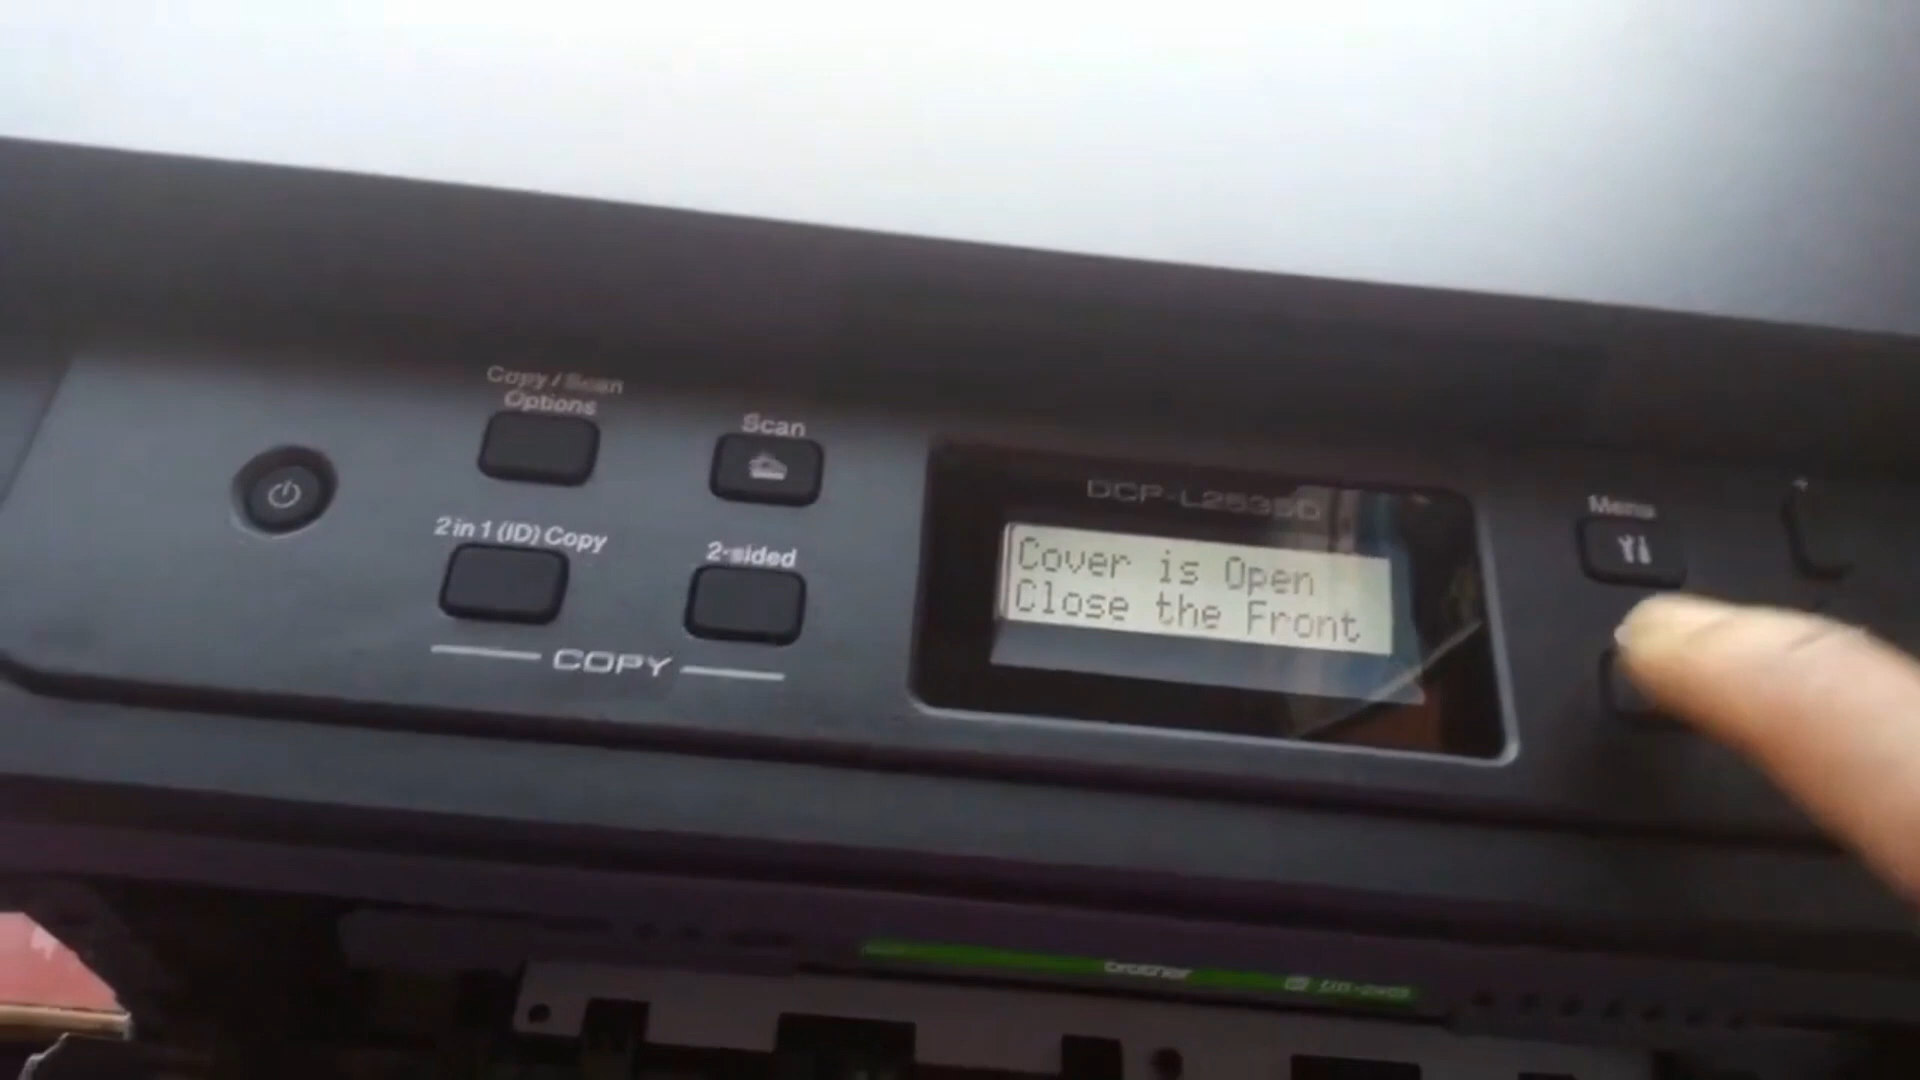 Copy / Scan
Options
Scan
2 in 1 (ID) Copy
2-sided
COPY
DCP-L2535D
Cover is Open
Close the Front
Menu
+
brother